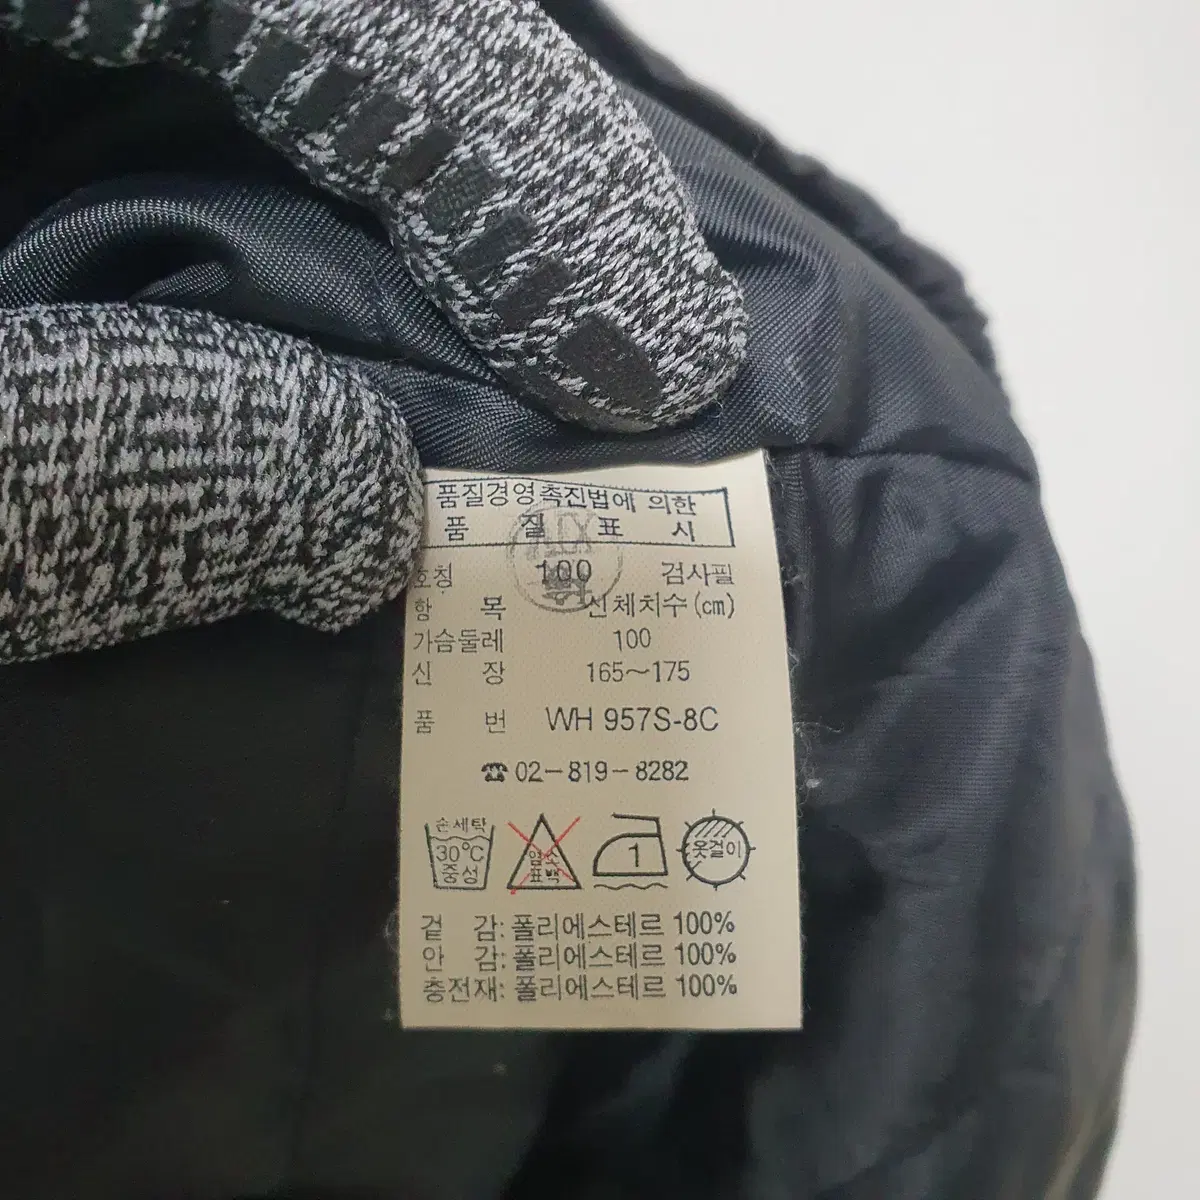 품질경영촉진법에 의한
품 질 표 시
호칭 100 검사필
항 목 신체치수(cm)
가슴둘레 100
신 장 165~175
품 번 WH 957S-8C
☎ 02-819-8282
손세탁
30°C
중성
염소
표백
1
옷걸이
겉 감: 폴리에스테르 100%
안 감: 폴리에스테르 100%
충전재: 폴리에스테르 100%